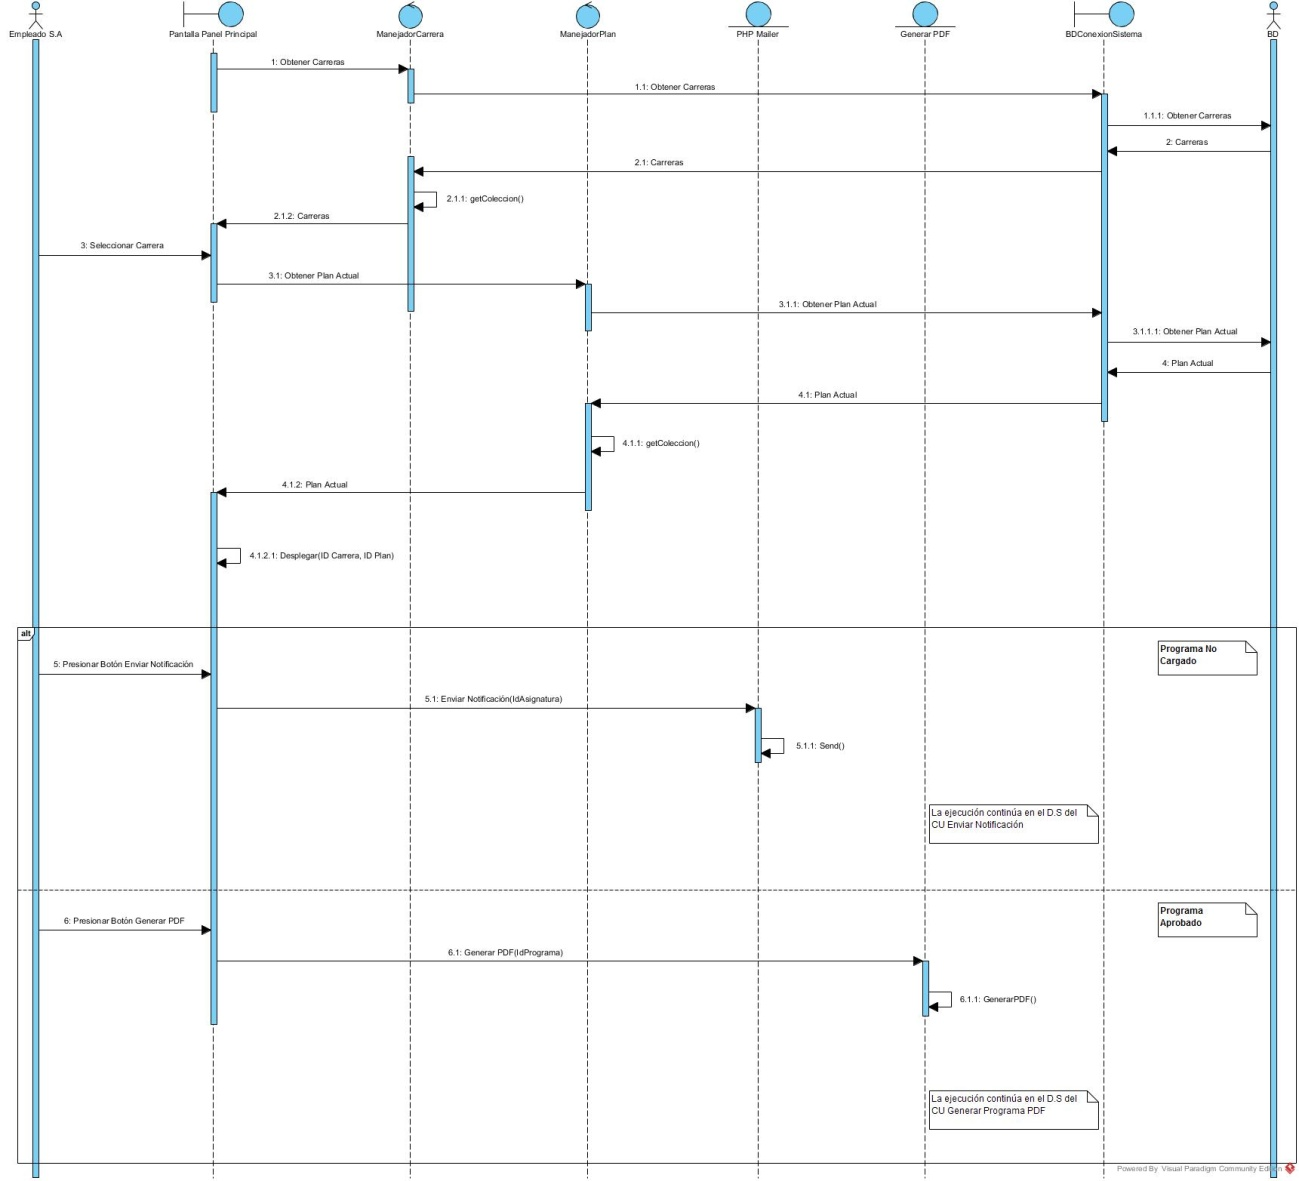 Empleado S.A
Pantalla Panel Principal
ManejadorCarrera
ManejadorPlan
PHP Mailer
Generar PDF
BDConexionSistema
BD
1: Obtener Carreras
1.1: Obtener Carreras
1.1.1: Obtener Carreras
2: Carreras
2.1: Carreras
2.1.1: getColeccion()
2.1.2: Carreras
3: Seleccionar Carrera
3.1: Obtener Plan Actual
3.1.1: Obtener Plan Actual
3.1.1.1: Obtener Plan Actual
4: Plan Actual
4.1: Plan Actual
4.1.1: getColeccion()
4.1.2: Plan Actual
4.1.2.1: Desplegar(ID Carrera, ID Plan)
alt
Programa No
Cargado
5: Presionar Botón Enviar Notificación
5.1: Enviar Notificación(IdAsignatura)
5.1.1: Send()
La ejecución continúa en el D.S del
CU Enviar Notificación
Programa
Aprobado
6: Presionar Botón Generar PDF
6.1: Generar PDF(IdPrograma)
6.1.1: GenerarPDF()
La ejecución continúa en el D.S del
CU Generar Programa PDF
Powered By Visual Paradigm Community Edition